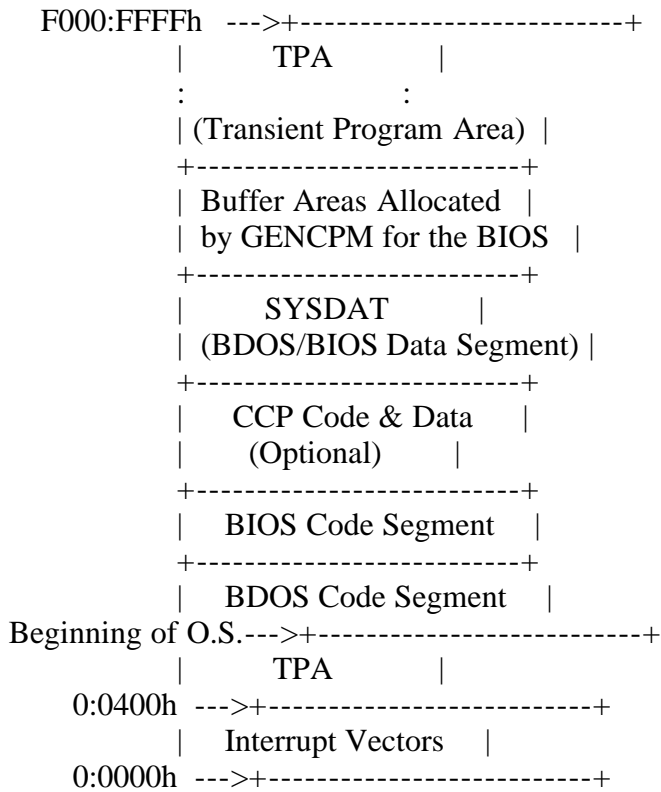 F000:FFFFh --->+---------------------------+
| TPA |
: :
| (Transient Program Area) |
+---------------------------+
| Buffer Areas Allocated |
| by GENCPM for the BIOS |
+---------------------------+
| SYSDAT |
| (BDOS/BIOS Data Segment) |
+---------------------------+
| CCP Code & Data |
| (Optional) |
+---------------------------+
| BIOS Code Segment |
+---------------------------+
| BDOS Code Segment |
Beginning of O.S.--->+---------------------------+
| TPA |
0:0400h --->+---------------------------+
| Interrupt Vectors |
0:0000h --->+---------------------------+